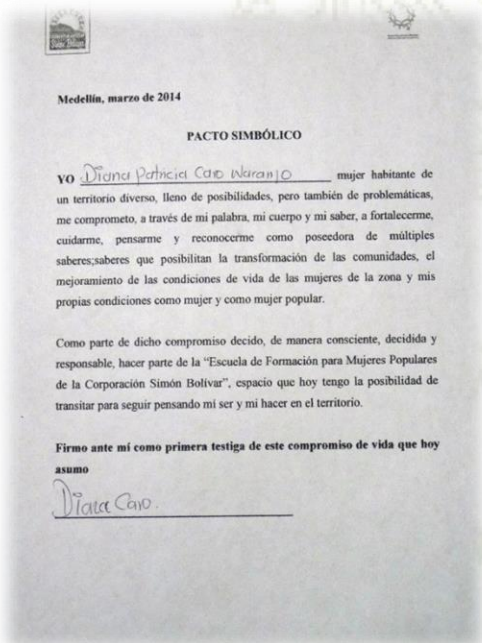 Medellín, marzo de 2014
PACTO SIMBÓLICO
YO Diana Patricia Caro Naranjo mujer habitante de
un territorio diverso, lleno de posibilidades, pero también de problemáticas,
me comprometo, a través de mi palabra, mi cuerpo y mi saber, a fortalecerme,
cuidarme, pensarme y reconocerme como poseedora de múltiples
saberes;saberes que posibilitan la transformación de las comunidades, el
mejoramiento de las condiciones de vida de las mujeres de la zona y mis
propias condiciones como mujer y como mujer popular.
Como parte de dicho compromiso decido, de manera consciente, decidida y
responsable, hacer parte de la “Escuela de Formación para Mujeres Populares
de la Corporación Simón Bolívar”, espacio que hoy tengo la posibilidad de
transitar para seguir pensando mi ser y mi hacer en el territorio.
Firmo ante mí como primera testiga de este compromiso de vida que hoy
asumo
Diana Caro.